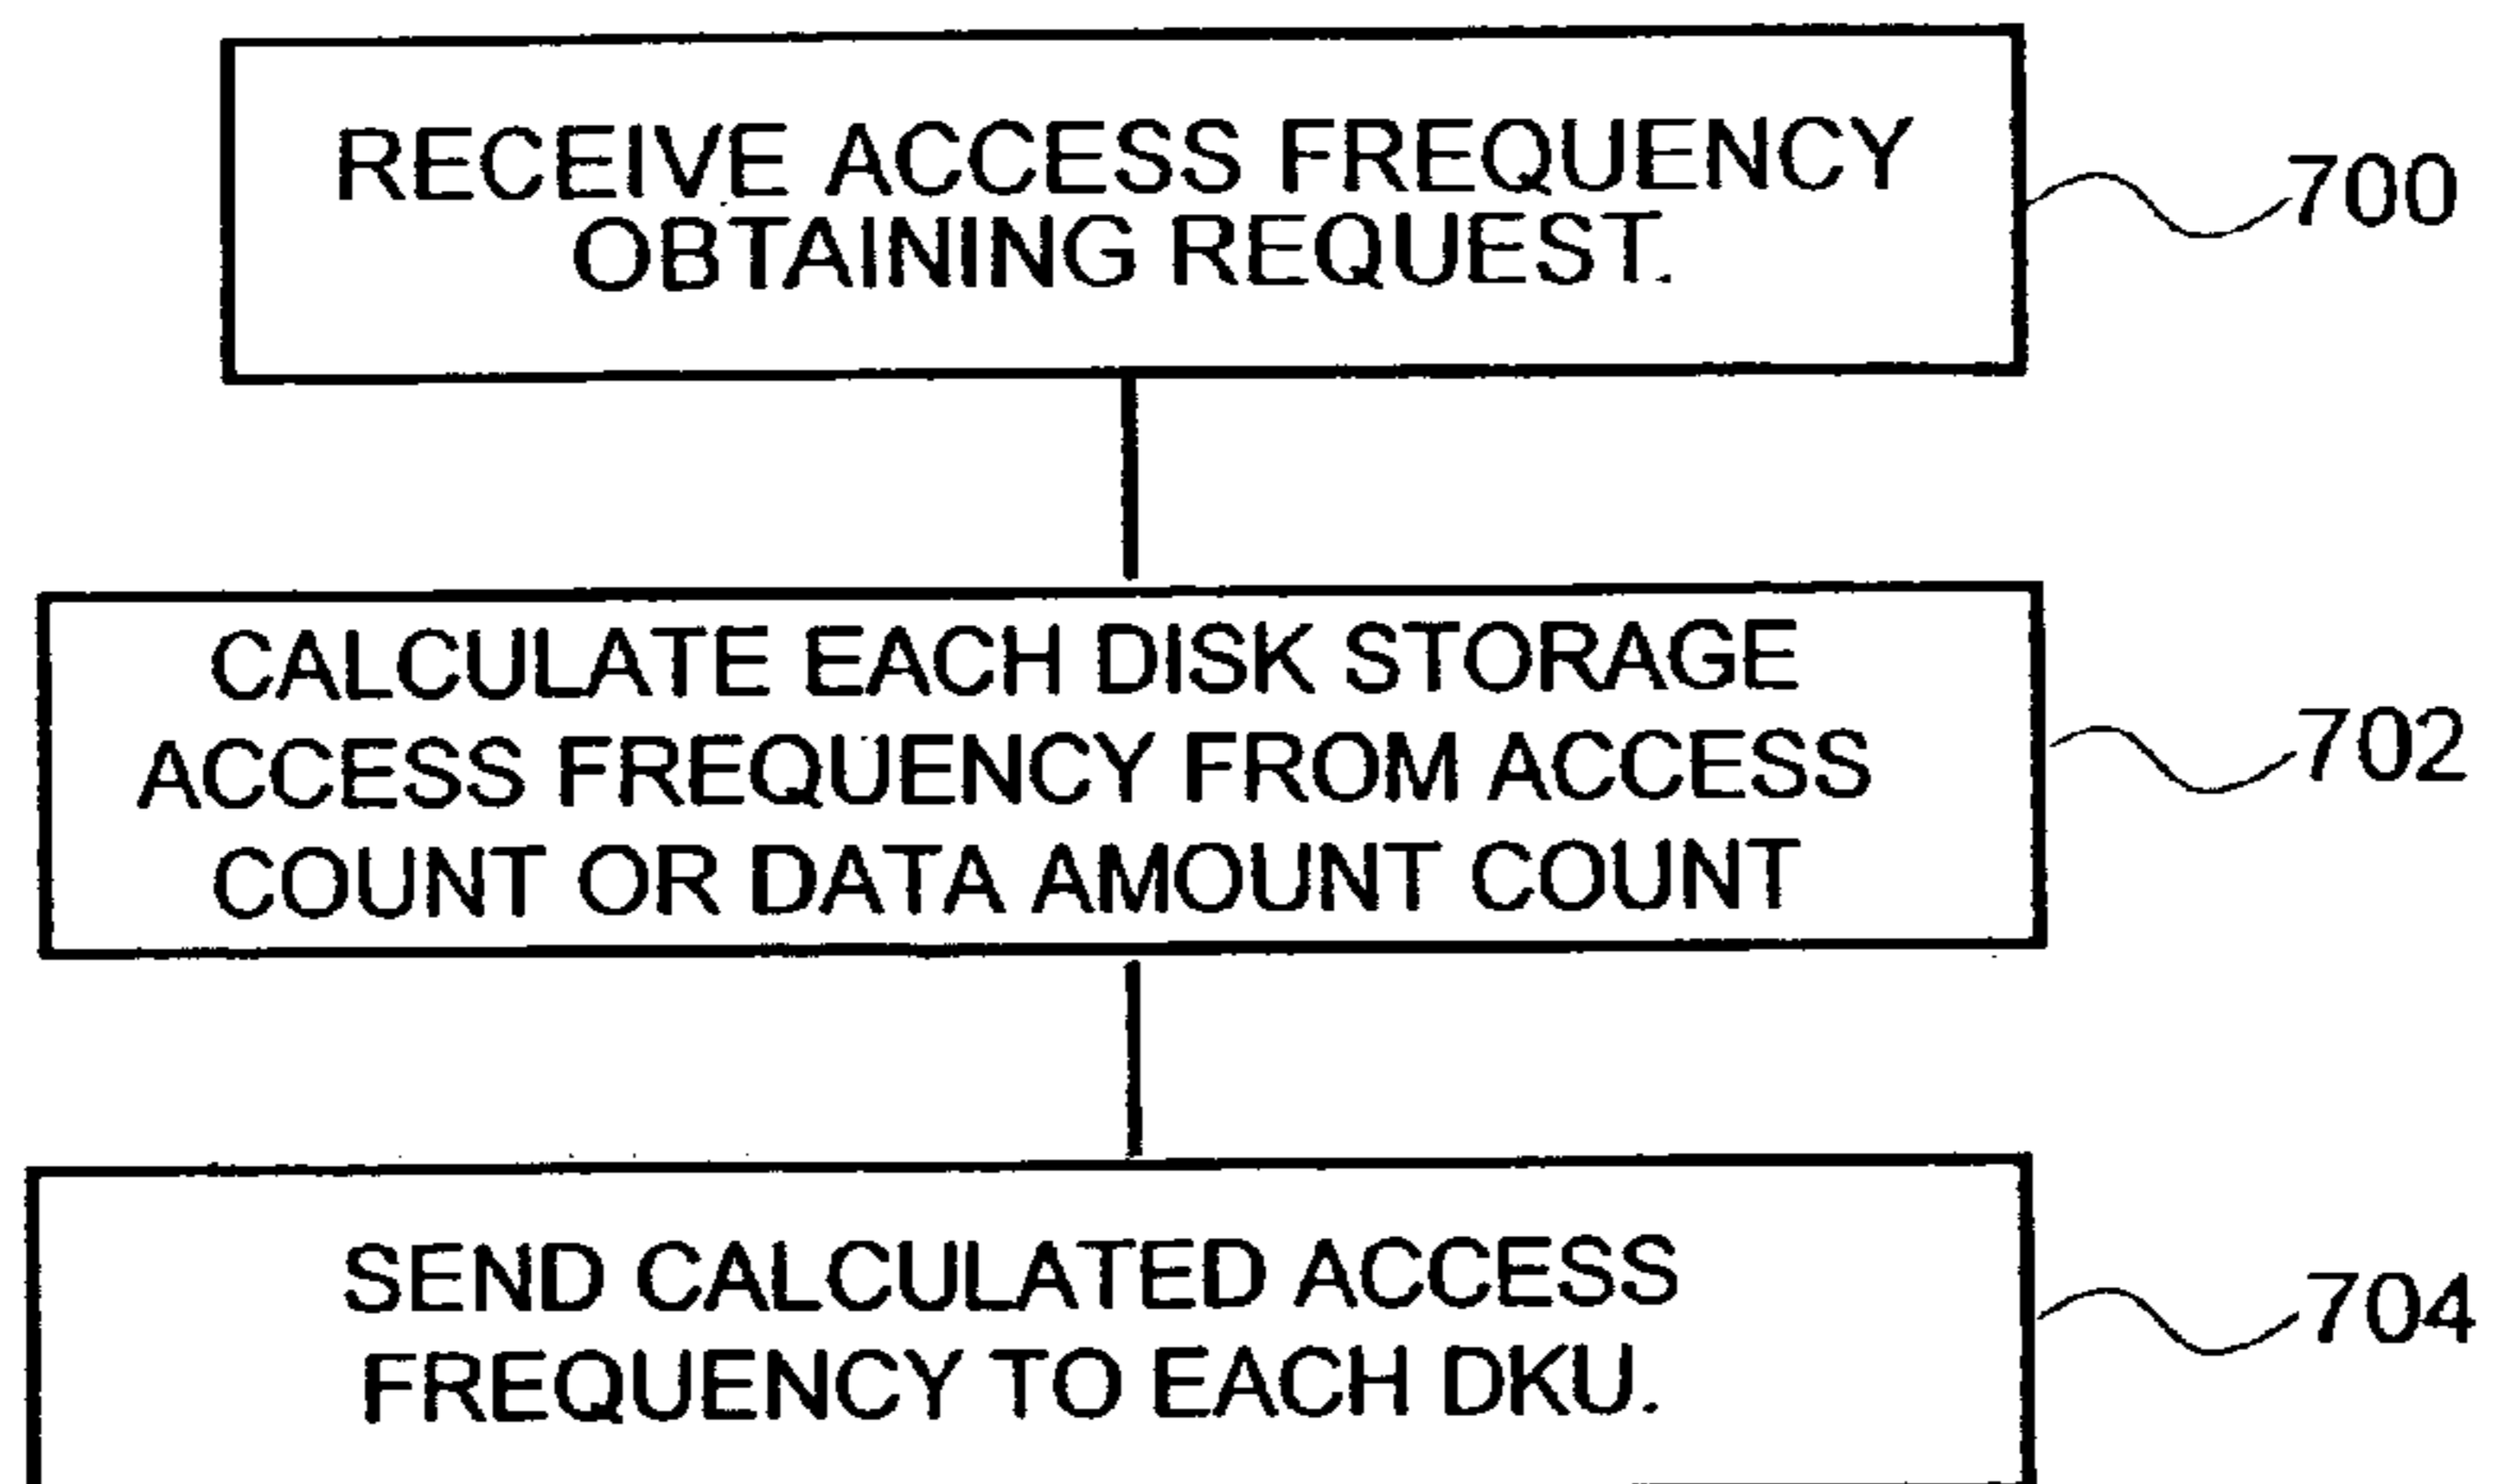 RECEIVE ACCESS FREQUENCY
OBTAINING REQUEST.
700
CALCULATE EACH DISK STORAGE
ACCESS FREQUENCY FROM ACCESS
COUNT OR DATA AMOUNT COUNT
702
SEND CALCULATED ACCESS
FREQUENCY TO EACH DKU.
704